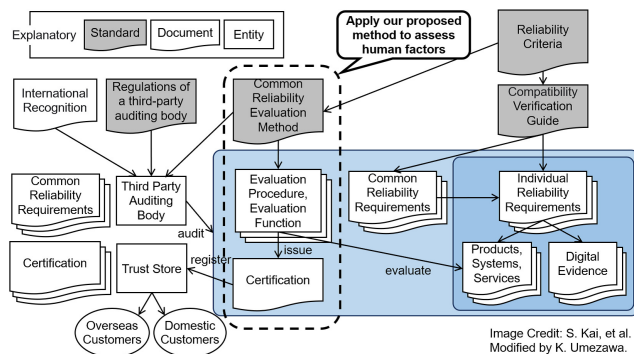 Explanatory
Standard
Document
Entity
Apply our proposed
method to assess
human factors
Reliability
Criteria
International
Recognition
Regulations of
a third-party
auditing body
Common
Reliability
Evaluation
Method
Compatibility
Verification
Guide
Common
Reliability
Requirements
Third Party
Auditing
Body
Evaluation
Procedure,
Evaluation
Function
Common
Reliability
Requirements
Individual
Reliability
Requirements
audit
issue
Certification
Trust Store
register
Certification
evaluate
Products,
Systems,
Services
Digital
Evidence
Overseas
Customers
Domestic
Customers
Image Credit: S. Kai, et al.
Modified by K. Umezawa.